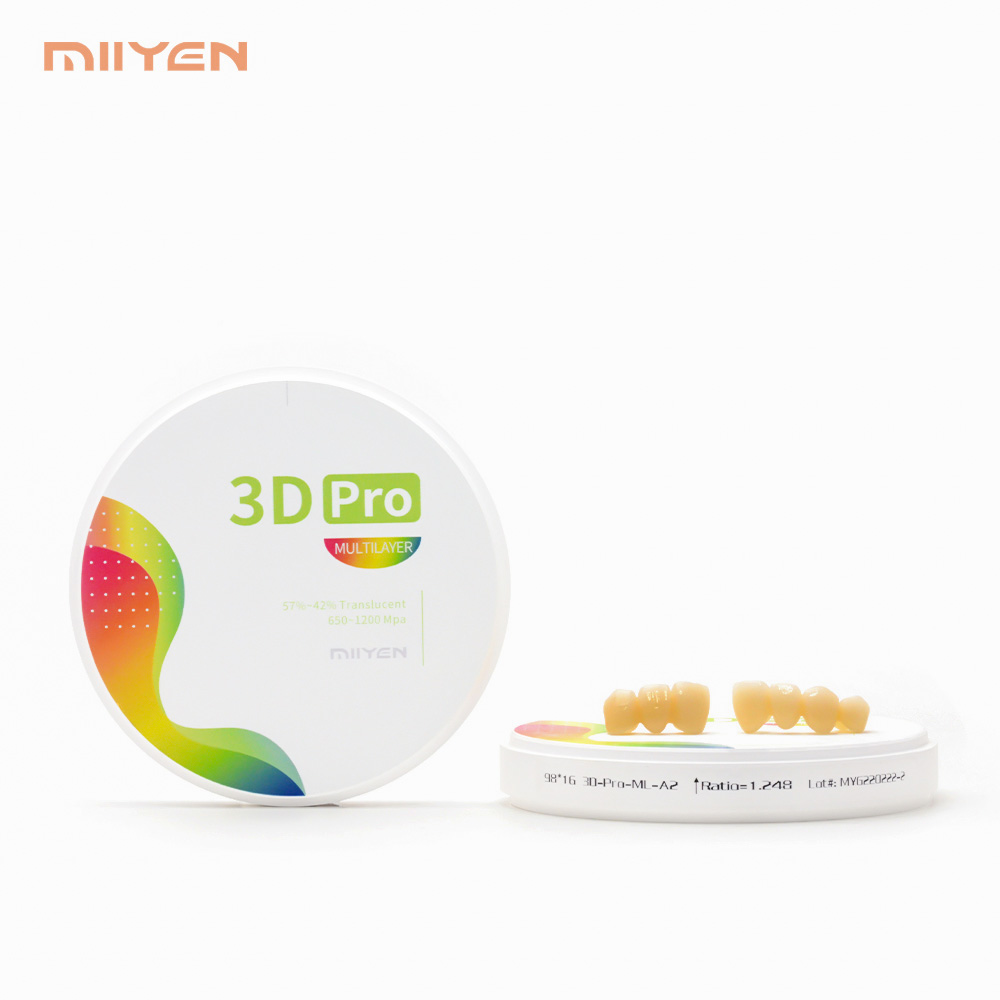 MIIYEN
3D Pro
MULTILAYER
57%-42% Translucent
650-1200 Mpa
MIIYEN
98*16 3D-Pro-ML-A2 ↑Ratio=1.248 Lot#: MYG220222-2